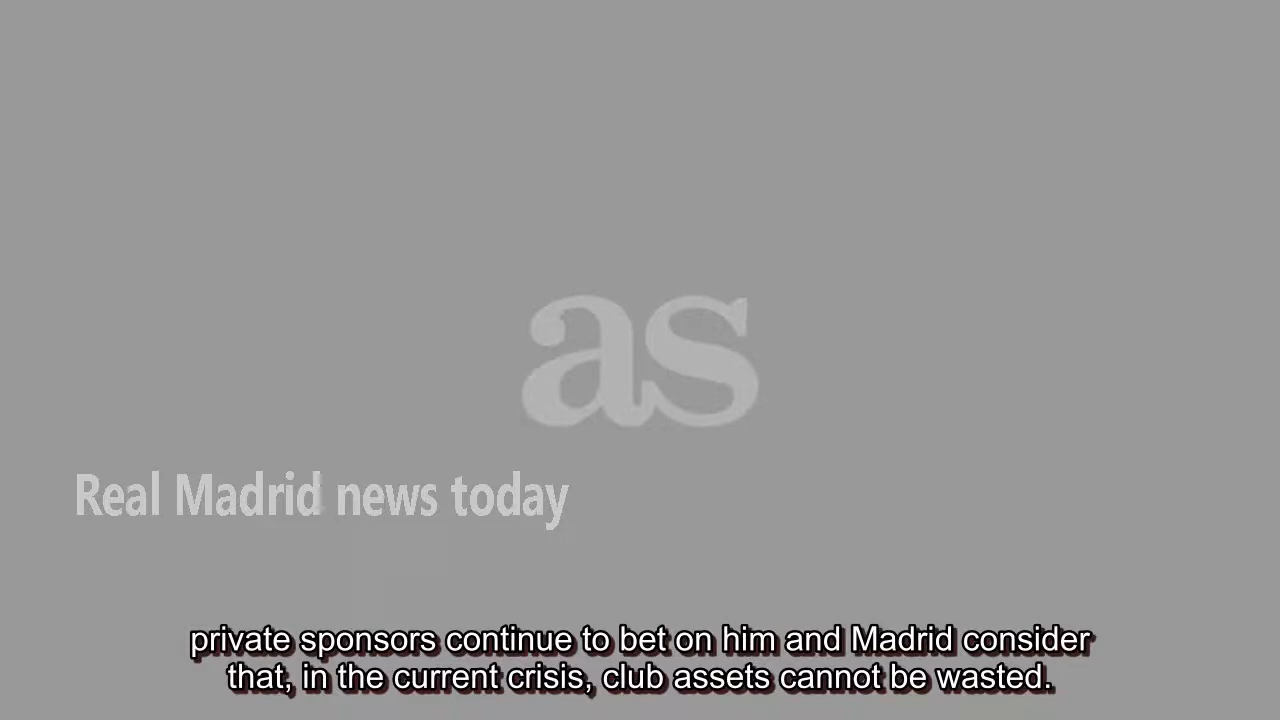 as
Real Madrid news today
private sponsors continue to bet on him and Madrid consider
that, in the current crisis, club assets cannot be wasted.